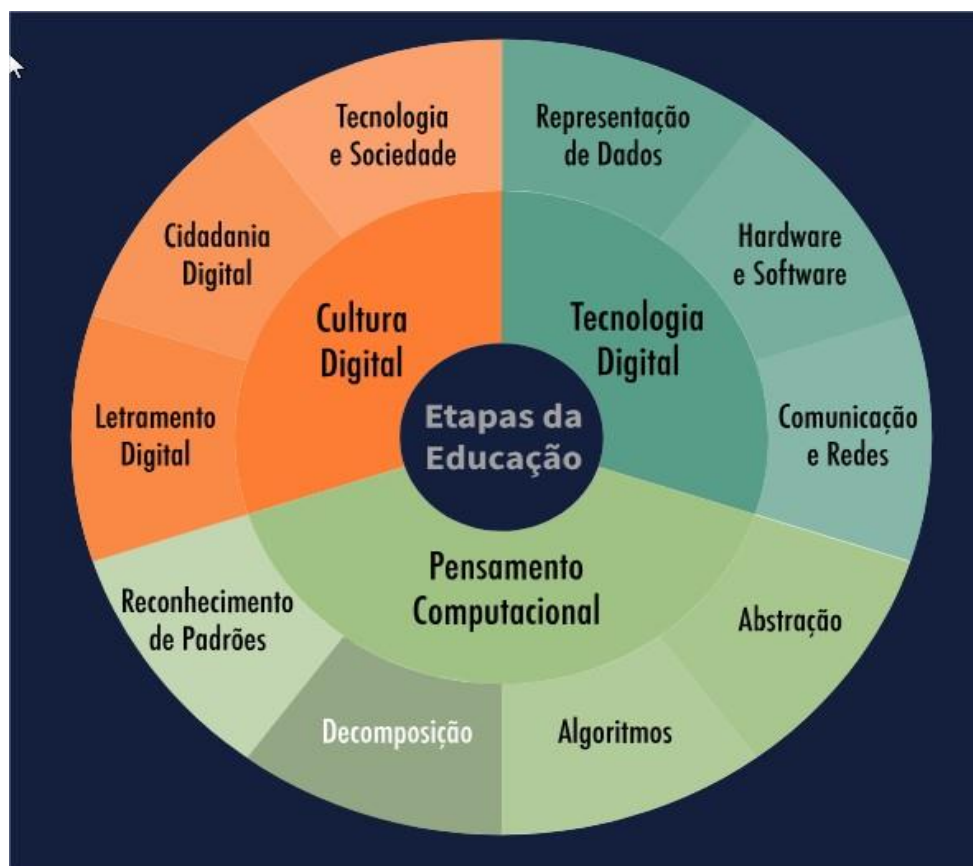 Tecnologia
e Sociedade
Representação
de Dados
Cidadania
Digital
Hardware
e Software
Cultura
Digital
Tecnologia
Digital
Letramento
Digital
Etapas da
Educação
Comunicação
e Redes
Pensamento
Computacional
Reconhecimento
de Padrões
Abstração
Decomposição
Algoritmos